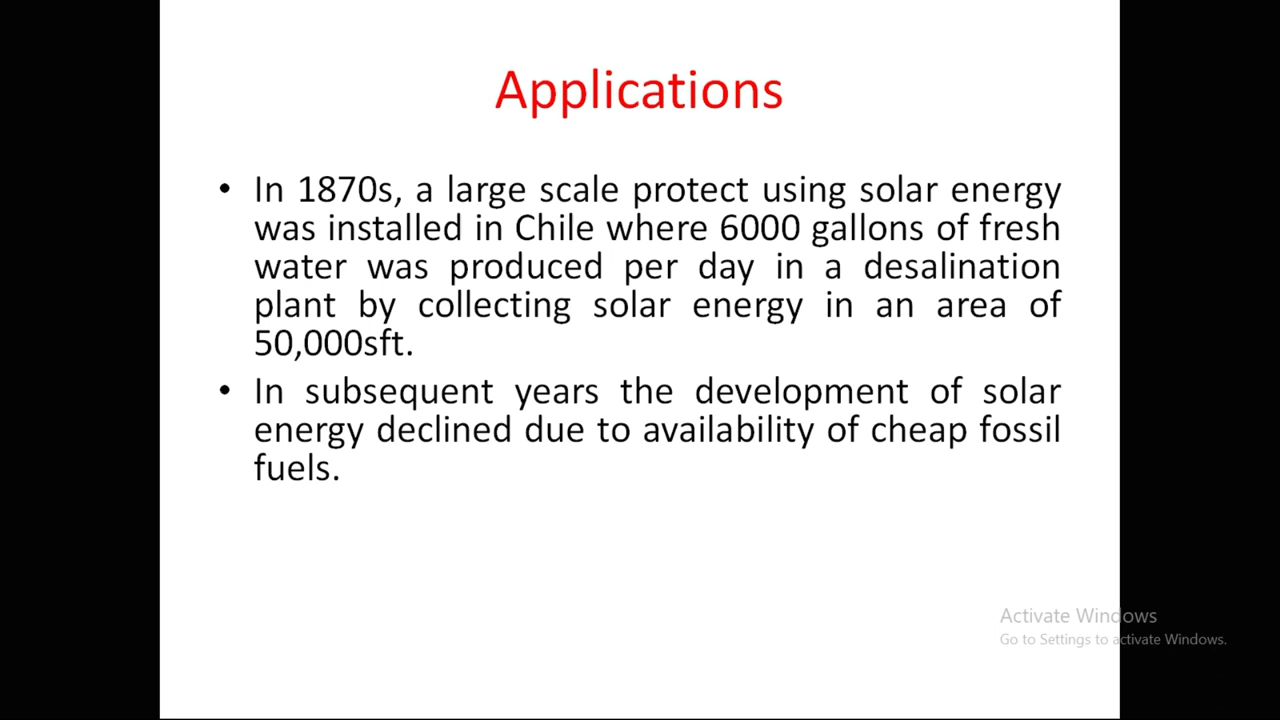 Applications
• In 1870s, a large scale protect using solar energy
was installed in Chile where 6000 gallons of fresh
water was produced per day in a desalination
plant by collecting solar energy in an area of
50,000sft.
• In subsequent years the development of solar
energy declined due to availability of cheap fossil
fuels.
Activate Windows
Go to Settings to activate Windows.